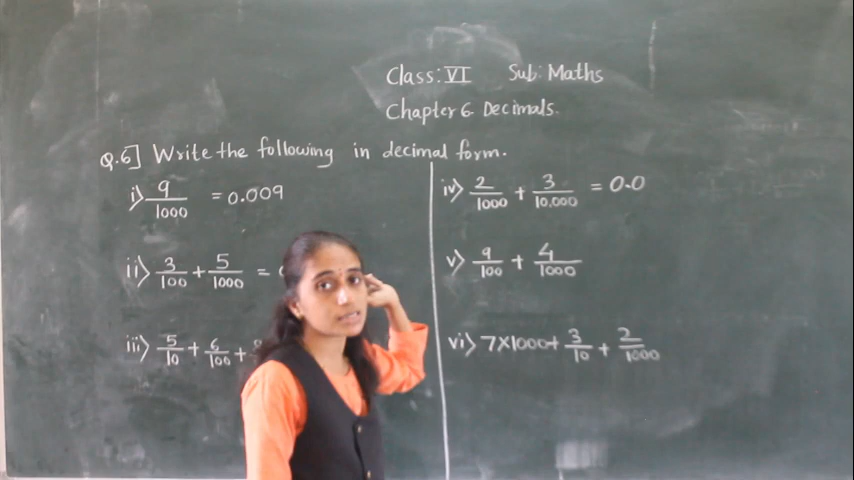 Class: VI Sub: Maths
Chapter 6. Decimals.
Q.6] Write the following in decimal form.
i) 9/1000 = 0.009
ii) 3/100 + 5/1000 =
iii) 5/10 + 6/100 +
iv) 2/1000 + 3/10,000 = 0.0
v) 9/100 + 4/1000
vi) 7×1000 + 3/10 + 2/1000